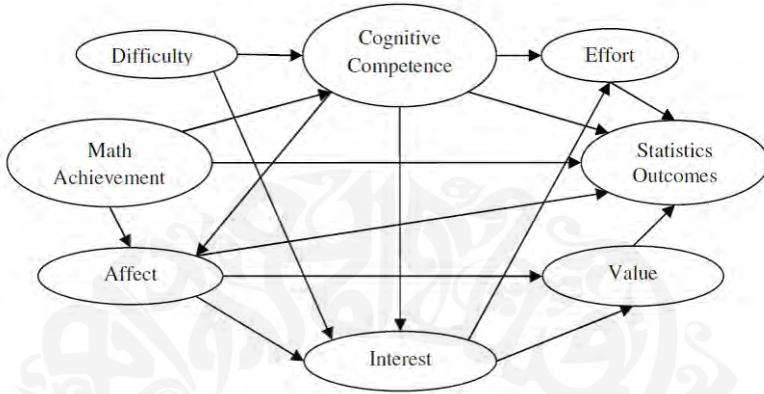 Difficulty
Cognitive
Competence
Effort
Math
Achievement
Statistics
Outcomes
Affect
Value
Interest